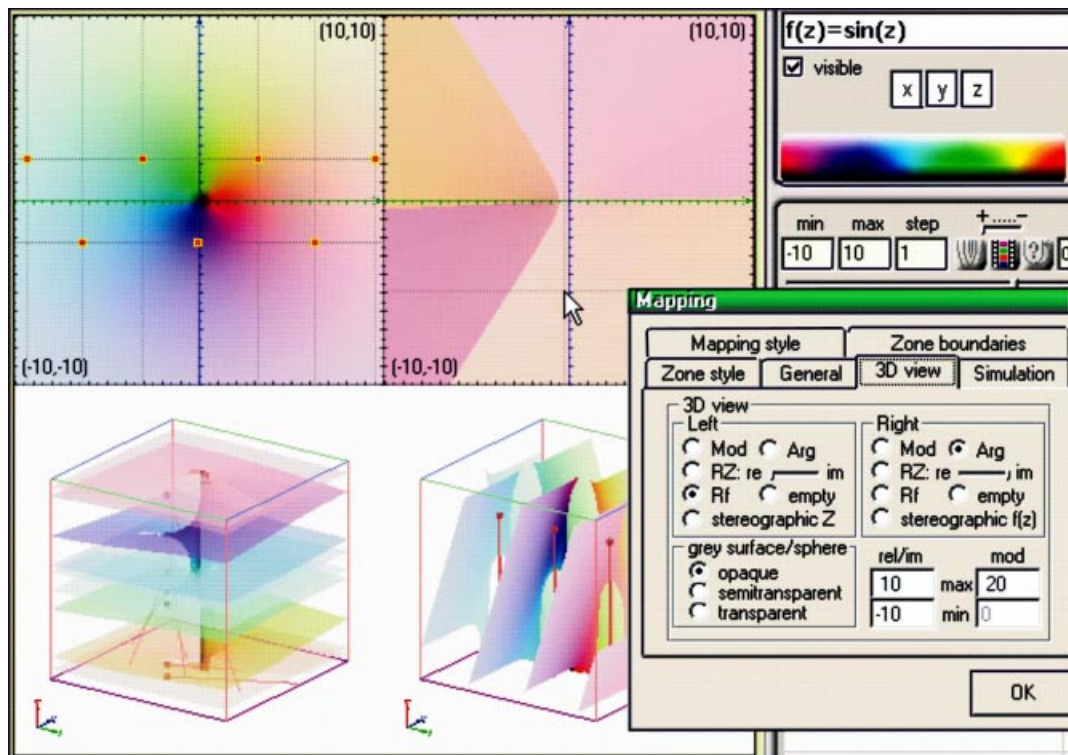 (10,10)
(10,10)
f(z)=sin(z)
visible
x y z
min max step
+ ..... -
-10 10 1
(-10,-10)
(-10,-10)
Mapping
Mapping style
Zone boundaries
Zone style
General
3D view
Simulation
3D view
Left
Mod Arg
RZ: re im
Rf empty
stereographic Z
Right
Mod Arg
RZ: re im
Rf empty
stereographic f(z)
grey surface/sphere
opaque
semitransparent
transparent
rel/im mod
10 max 20
-10 min 0
OK